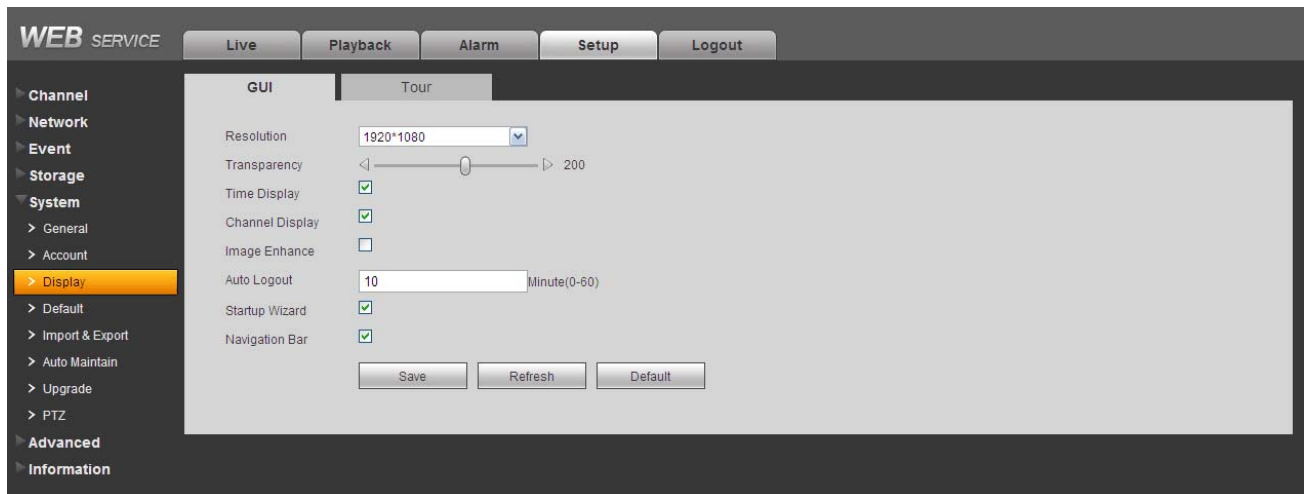 WEB SERVICE
Live Playback Alarm Setup Logout
Channel
Network
Event
Storage
System
> General
> Account
> Display
> Default
> Import & Export
> Auto Maintain
> Upgrade
> PTZ
Advanced
Information
GUI Tour
Resolution 1920*1080
Transparency 200
Time Display
Channel Display
Image Enhance
Auto Logout 10 Minute(0-60)
Startup Wizard
Navigation Bar
Save Refresh Default